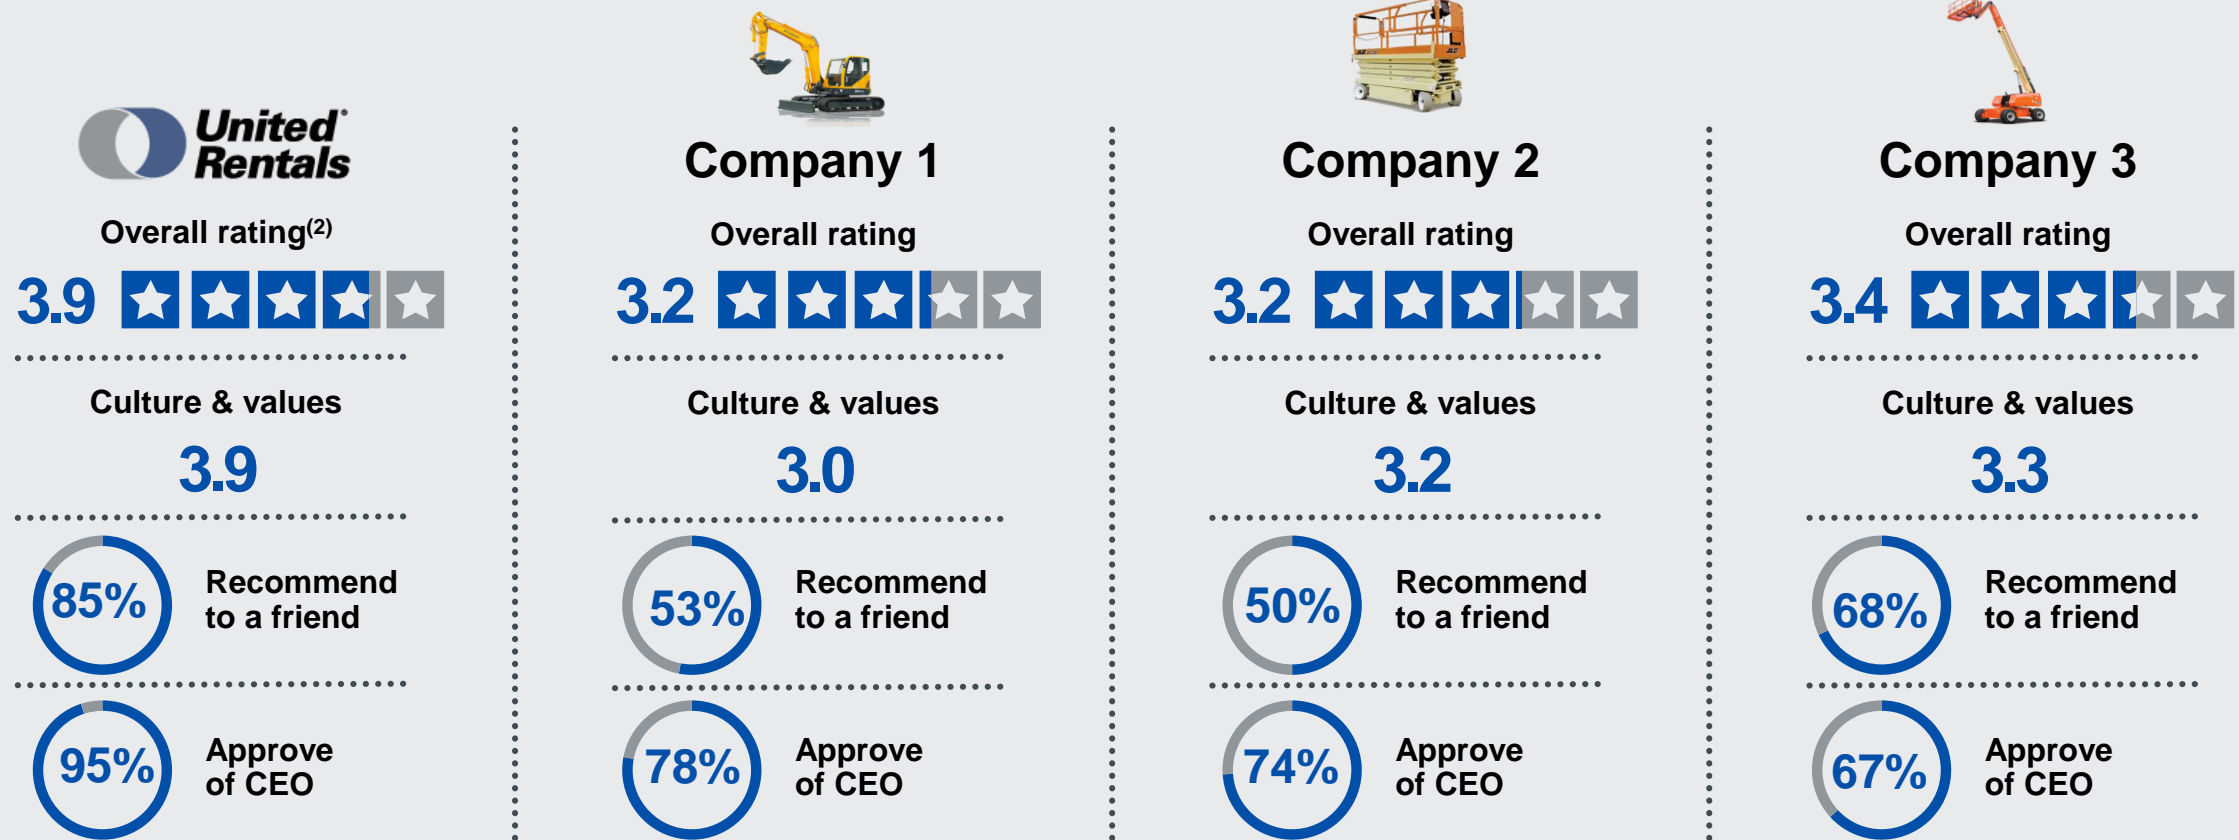 United
Rentals
Overall rating(2)
3.9
Culture & values
3.9
85%
Recommend
to a friend
95%
Approve
of CEO
Company 1
Overall rating
3.2
Culture & values
3.0
53%
Recommend
to a friend
78%
Approve
of CEO
JLG
Company 2
Overall rating
3.2
Culture & values
3.2
50%
Recommend
to a friend
74%
Approve
of CEO
Company 3
Overall rating
3.4
Culture & values
3.3
68%
Recommend
to a friend
67%
Approve
of CEO